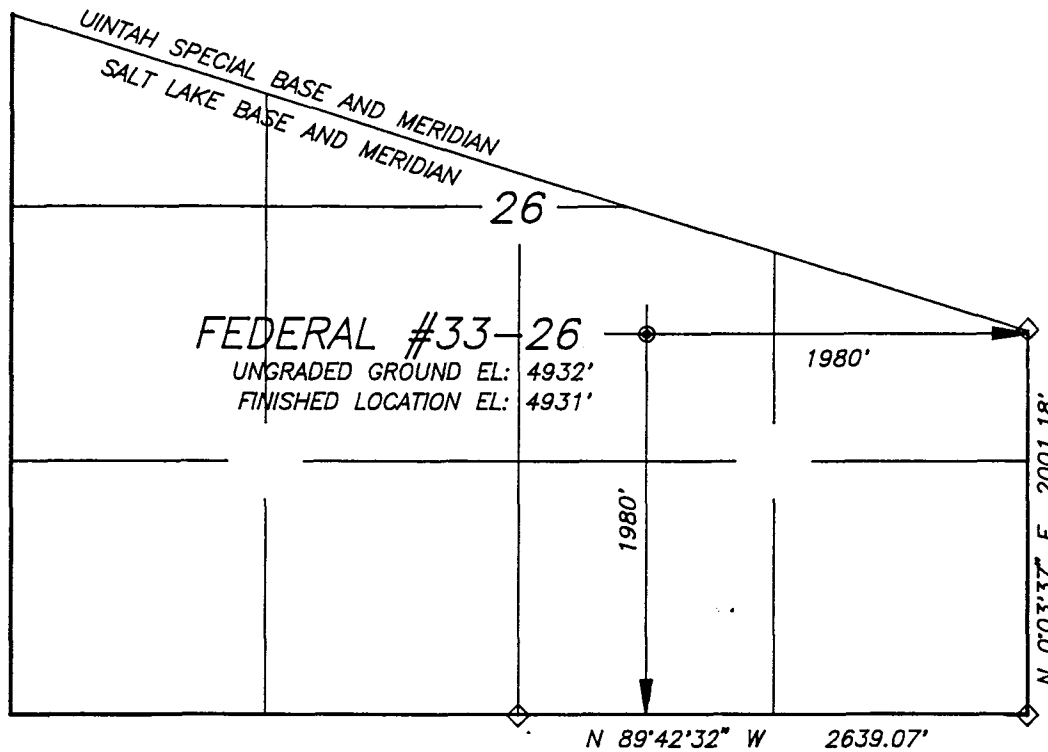 UINTAH SPECIAL BASE AND MERIDIAN
SALT LAKE BASE AND MERIDIAN
26
FEDERAL #33-26
UNGRADED GROUND EL: 4932'
FINISHED LOCATION EL: 4931'
1980'
1980'
N 0°03'37" E 2001.18'
N 89°42'32" W 2639.07'